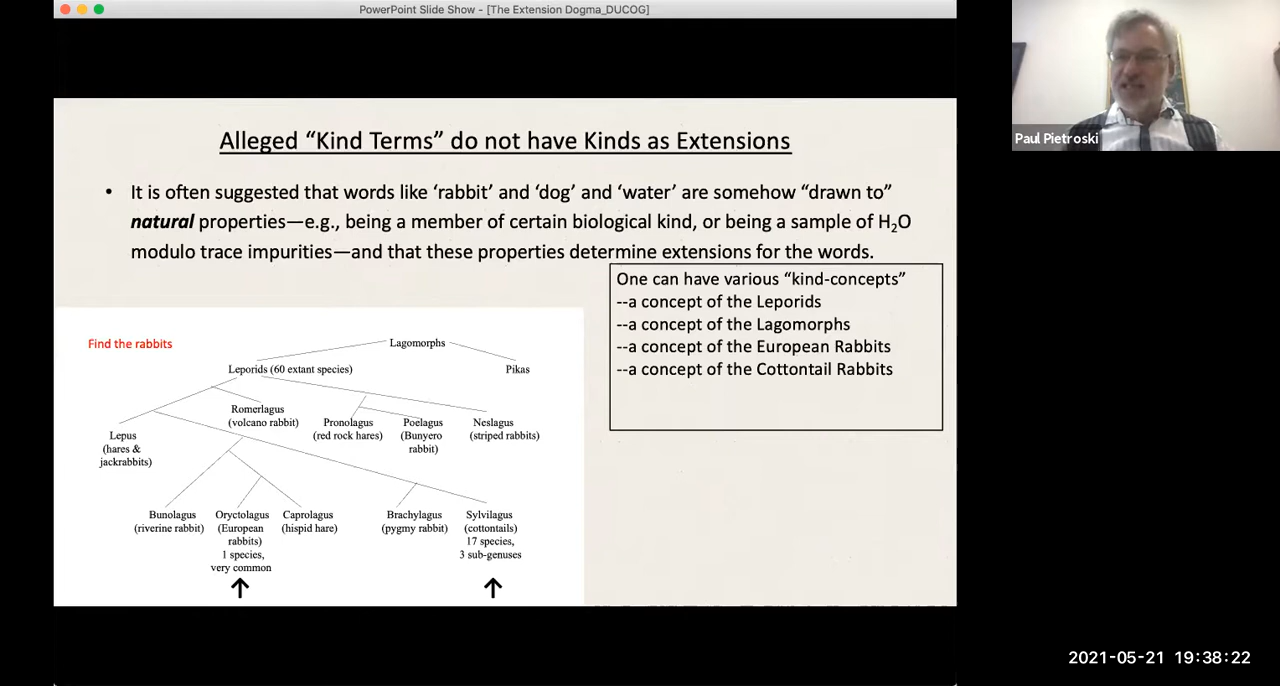 PowerPoint Slide Show - [The Extension Dogma_DUCOG]
Alleged “Kind Terms” do not have Kinds as Extensions
• It is often suggested that words like ‘rabbit’ and ‘dog’ and ‘water’ are somehow “drawn to”
natural properties—e.g., being a member of certain biological kind, or being a sample of H₂O
modulo trace impurities—and that these properties determine extensions for the words.
One can have various “kind-concepts”
--a concept of the Leporids
--a concept of the Lagomorphs
--a concept of the European Rabbits
--a concept of the Cottontail Rabbits
Find the rabbits
Lagomorphs
Leporids (60 extant species)
Pikas
Romerlagus
(volcano rabbit)
Pronolagus
(red rock hares)
Poelagus
(Bunyero
rabbit)
Neslagus
(striped rabbits)
Lepus
(hares &
jackrabbits)
Bunolagus
(riverine rabbit)
Oryctolagus
(European
rabbits)
1 species,
very common
Caprolagus
(hispid hare)
Brachylagus
(pygmy rabbit)
Sylvilagus
(cottontails)
17 species,
3 sub-genuses
Paul Pietroski
2021-05-21 19:38:22